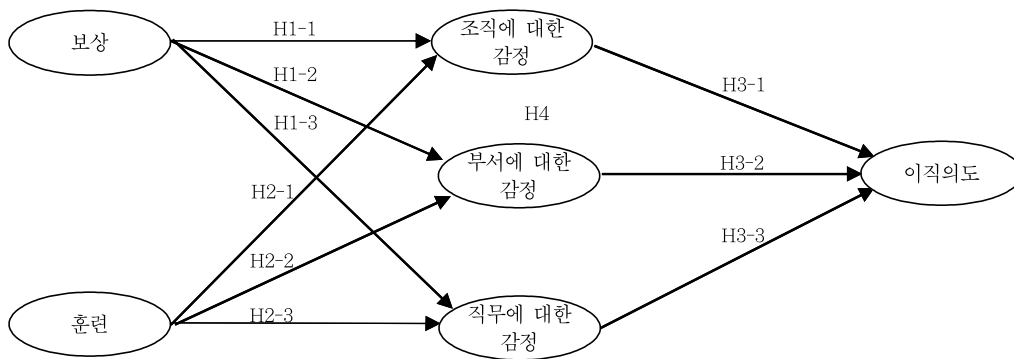 보상
H1-1
조직에 대한
감정
H1-2
H3-1
H1-3
H4
부서에 대한
감정
H3-2
이직의도
H2-1
H3-3
H2-2
훈련
H2-3
직무에 대한
감정